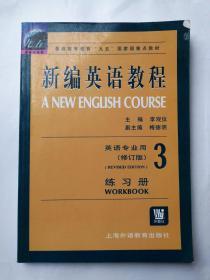 普通高等教育“九五”国家级重点教材
新编英语教程
A NEW ENGLISH COURSE
主编 李观仪
副主编 梅德明
英语专业用
(修订版)
(REVISED EDITION)
3
练习册
WORKBOOK
上海外语教育出版社